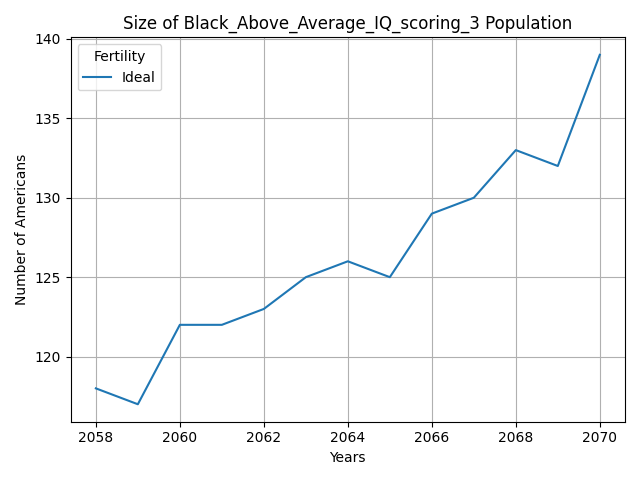 Size of Black_Above_Average_IQ_scoring_3 Population
Fertility
Ideal
140
135
130
125
120
Number of Americans
2058 2060 2062 2064 2066 2068 2070
Years